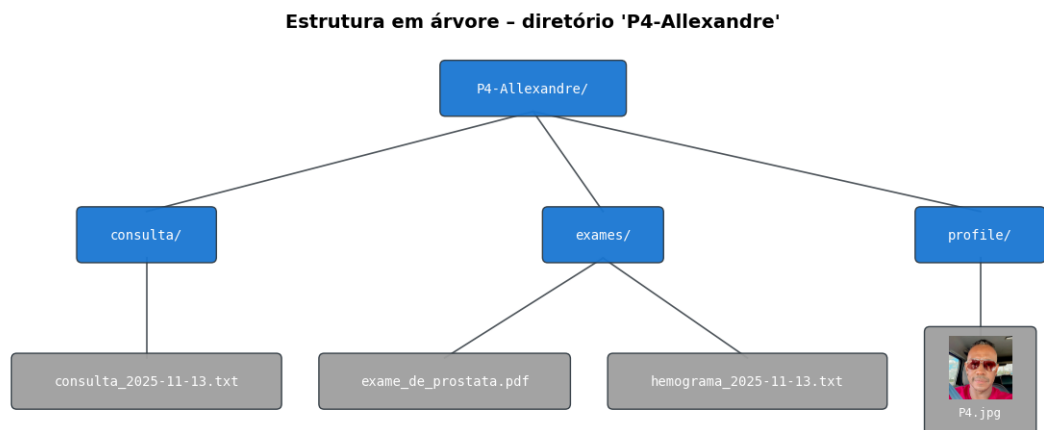 Estrutura em árvore – diretório 'P4-Allexandre'
P4-Allexandre/
consulta/
exames/
profile/
consulta_2025-11-13.txt
exame_de_prostata.pdf
hemograma_2025-11-13.txt
P4.jpg